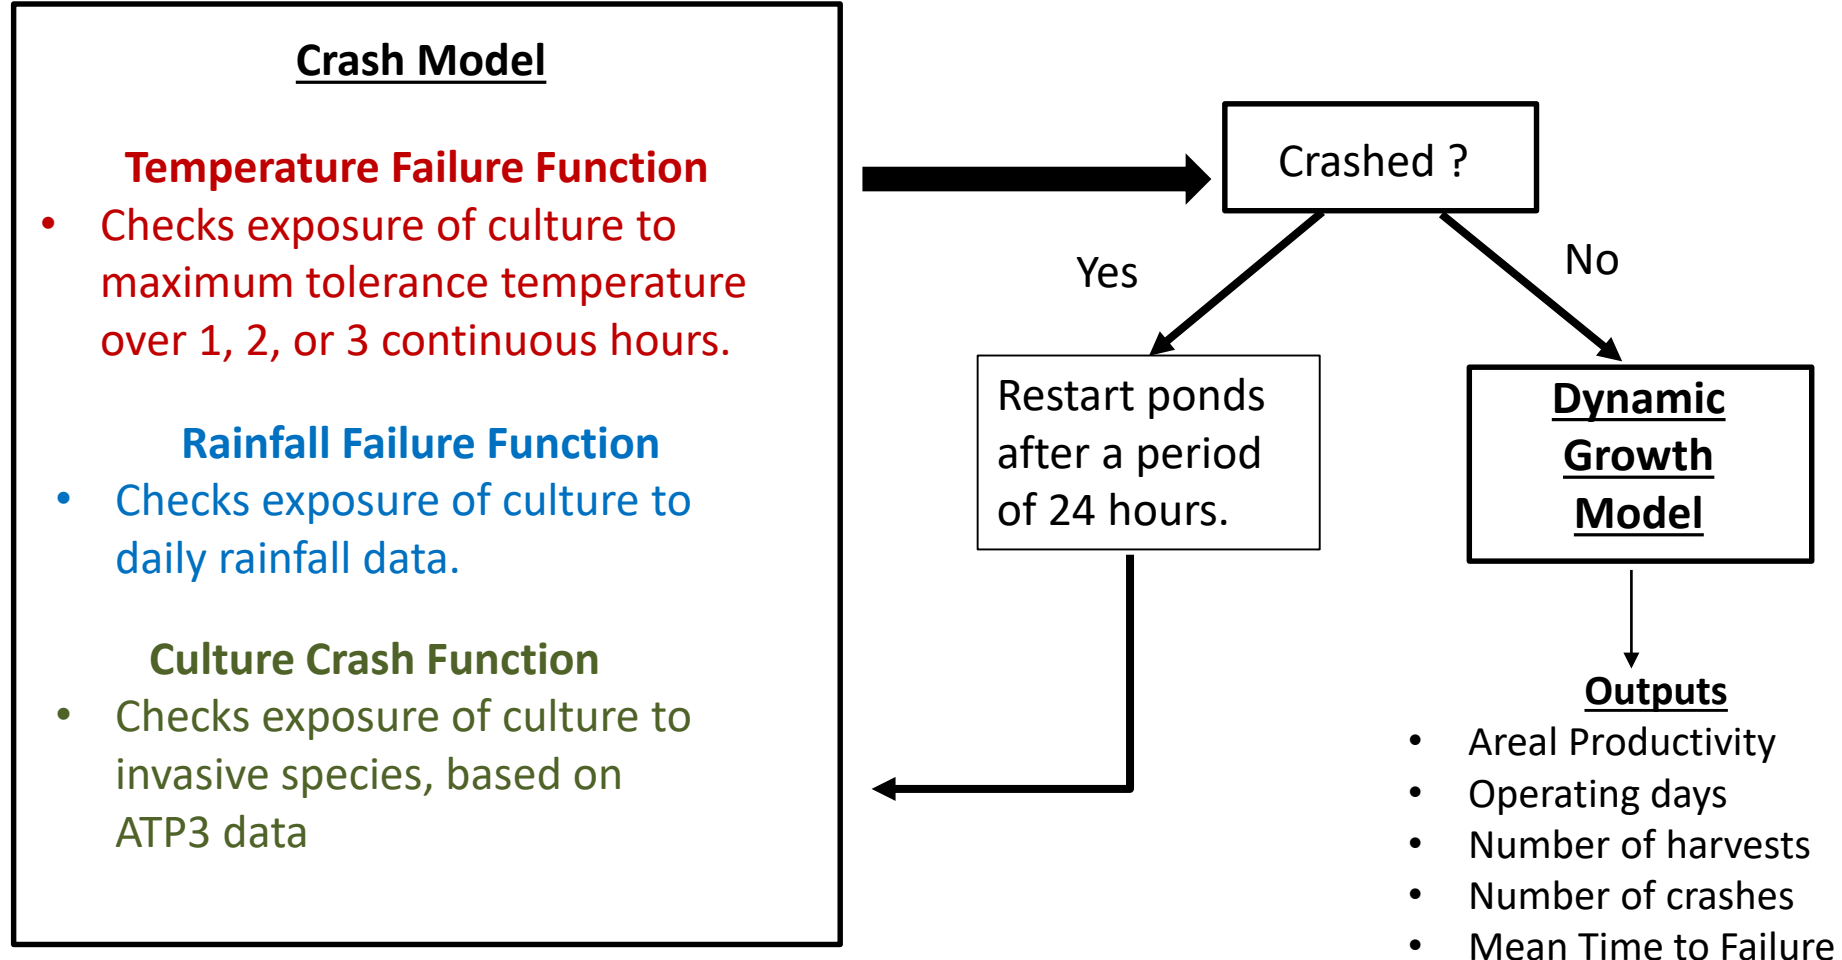 Crash Model
Temperature Failure Function
• Checks exposure of culture to
maximum tolerance temperature
over 1, 2, or 3 continuous hours.
Rainfall Failure Function
• Checks exposure of culture to
daily rainfall data.
Culture Crash Function
• Checks exposure of culture to
invasive species, based on
ATP3 data
Crashed ?
Yes
No
Restart ponds
after a period
of 24 hours.
Dynamic
Growth
Model
Outputs
• Areal Productivity
• Operating days
• Number of harvests
• Number of crashes
• Mean Time to Failure